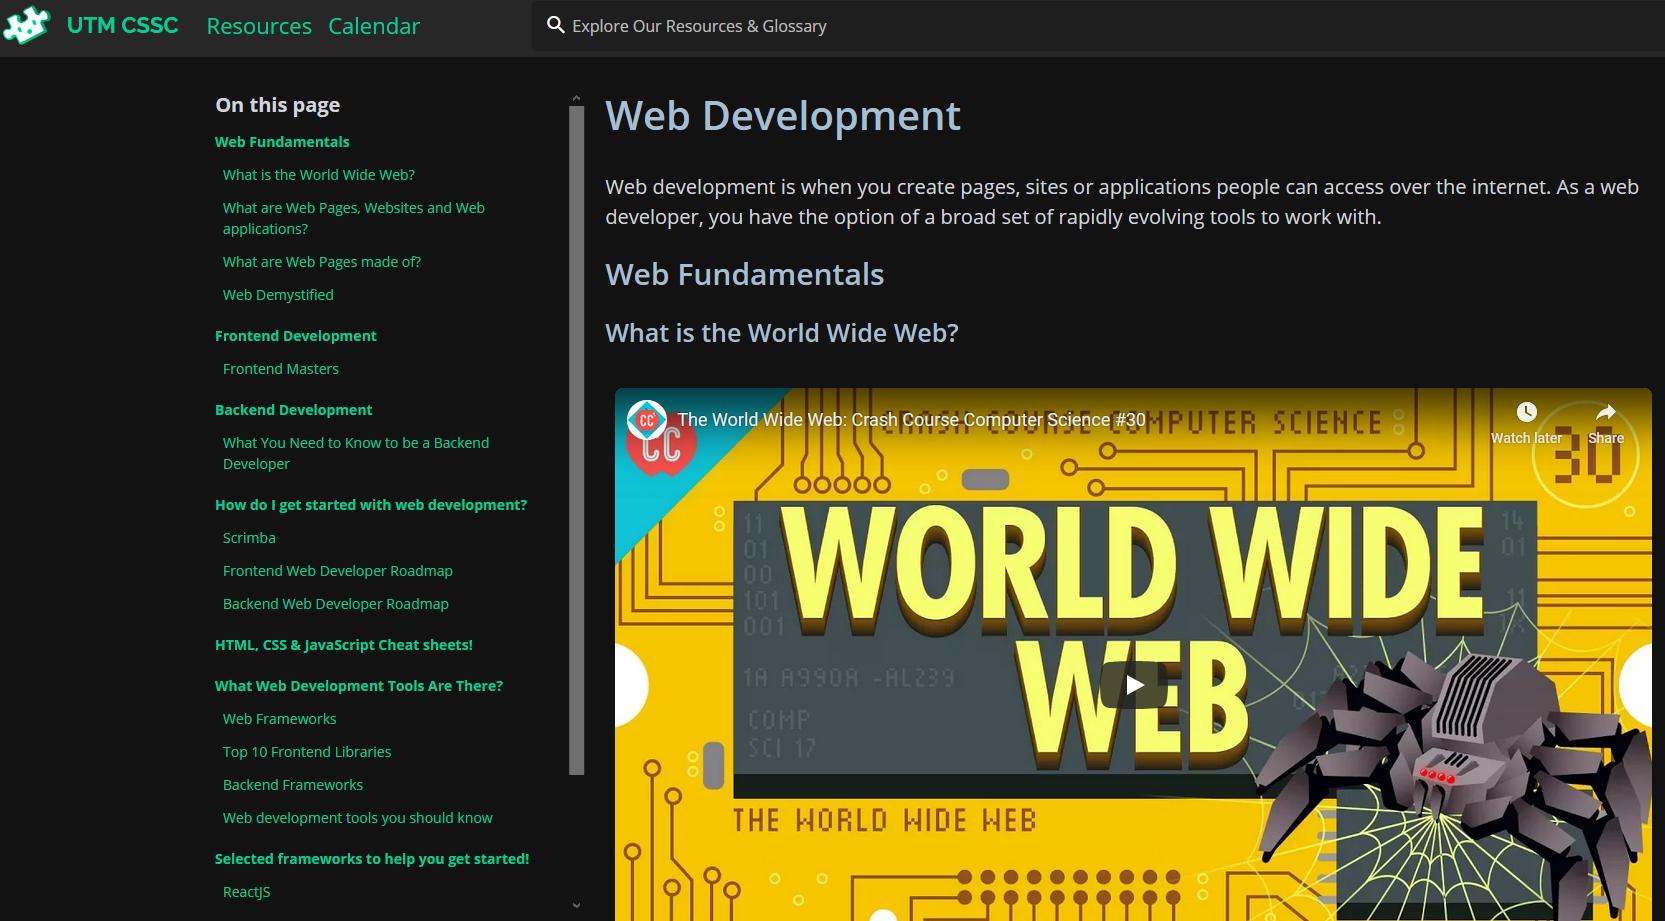 UTM CSSC
Resources
Calendar
Explore Our Resources & Glossary
On this page
Web Fundamentals
What is the World Wide Web?
What are Web Pages, Websites and Web
applications?
What are Web Pages made of?
Web Demystified
Frontend Development
Frontend Masters
Backend Development
What You Need to Know to be a Backend
Developer
How do I get started with web development?
Scrimba
Frontend Web Developer Roadmap
Backend Web Developer Roadmap
HTML, CSS & JavaScript Cheat sheets!
What Web Development Tools Are There?
Web Frameworks
Top 10 Frontend Libraries
Backend Frameworks
Web development tools you should know
Selected frameworks to help you get started!
ReactJS
Web Development
Web development is when you create pages, sites or applications people can access over the internet. As a web
developer, you have the option of a broad set of rapidly evolving tools to work with.
Web Fundamentals
What is the World Wide Web?
CC
The World Wide Web: Crash Course Computer Science #30
Watch later
Share
CC
CRASH COURSE COMPUTER SCIENCE
30
11
01
00
101
001
14
01
11
WORLD WIDE
WEB
1A A990A -AL239
COMP
SCI 17
THE WORLD WIDE WEB